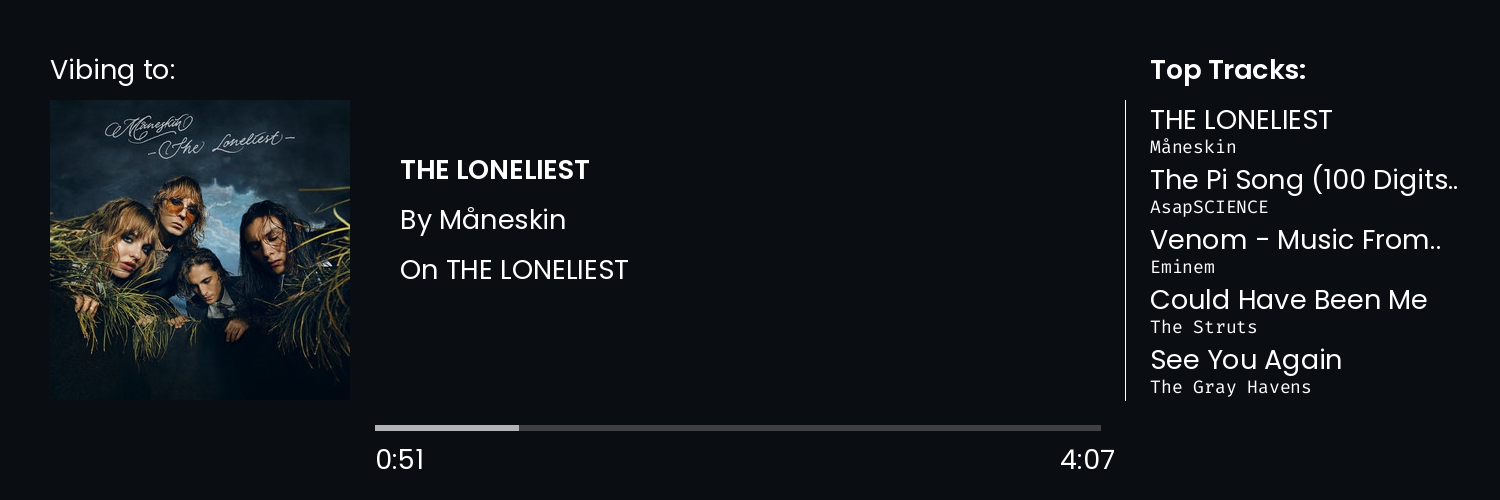 Vibing to:
Måneskin
-The Loneliest-
THE LONELIEST
By Måneskin
On THE LONELIEST
0:51
4:07
Top Tracks:
THE LONELIEST
Måneskin
The Pi Song (100 Digits..
AsapSCIENCE
Venom - Music From..
Eminem
Could Have Been Me
The Struts
See You Again
The Gray Havens